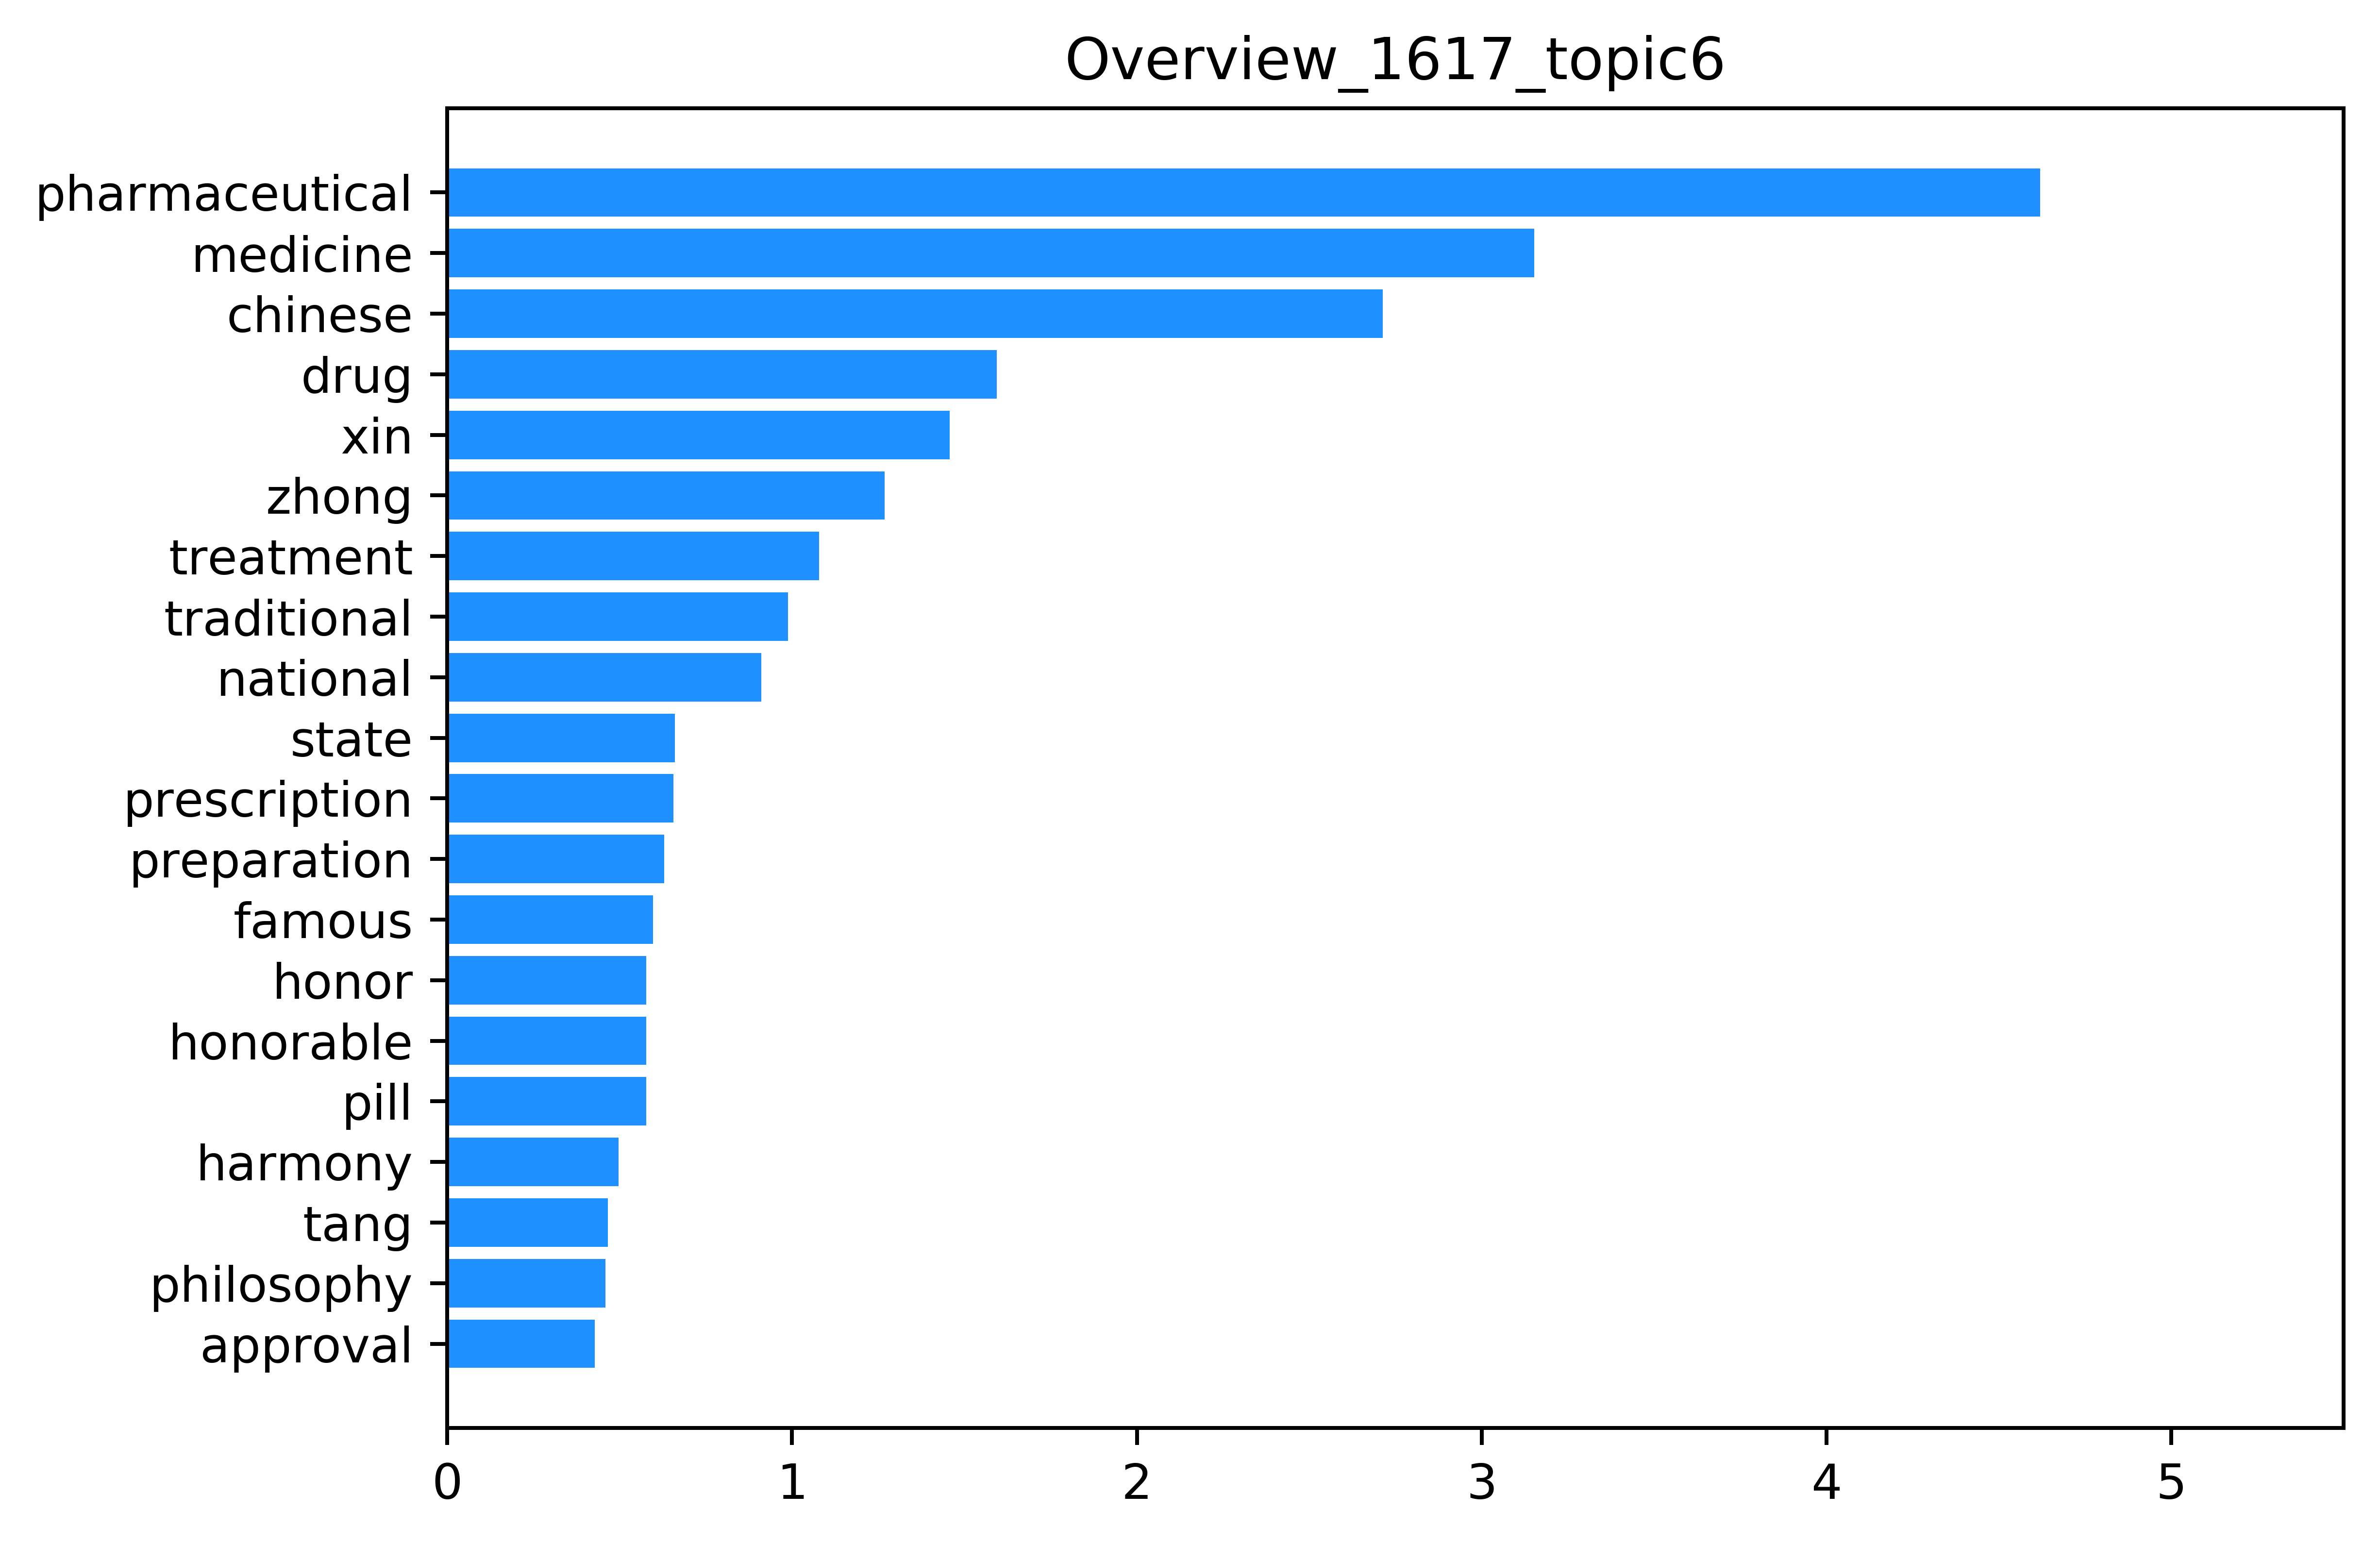 Overview_1617_topic6
pharmaceutical
medicine
chinese
drug
xin
zhong
treatment
traditional
national
state
prescription
preparation
famous
honor
honorable
pill
harmony
tang
philosophy
approval
0 1 2 3 4 5